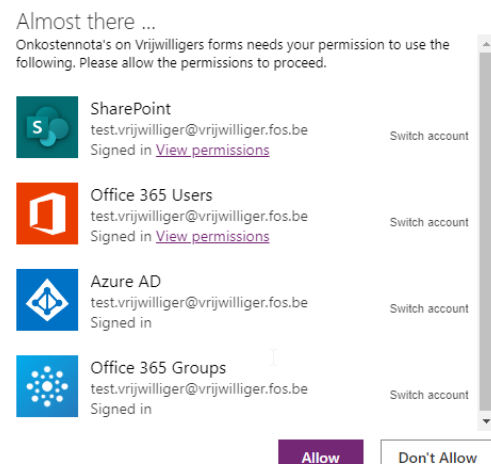 Almost there ...
Onkostennota's on Vrijwilligers forms needs your permission to use the
following. Please allow the permissions to proceed.
S
SharePoint
test.vrijwilliger@vrijwilliger.fos.be
Signed in View permissions
Switch account
Office 365 Users
test.vrijwilliger@vrijwilliger.fos.be
Signed in View permissions
Switch account
Azure AD
test.vrijwilliger@vrijwilliger.fos.be
Signed in
Switch account
Office 365 Groups
test.vrijwilliger@vrijwilliger.fos.be
Signed in
Switch account
Allow
Don't Allow